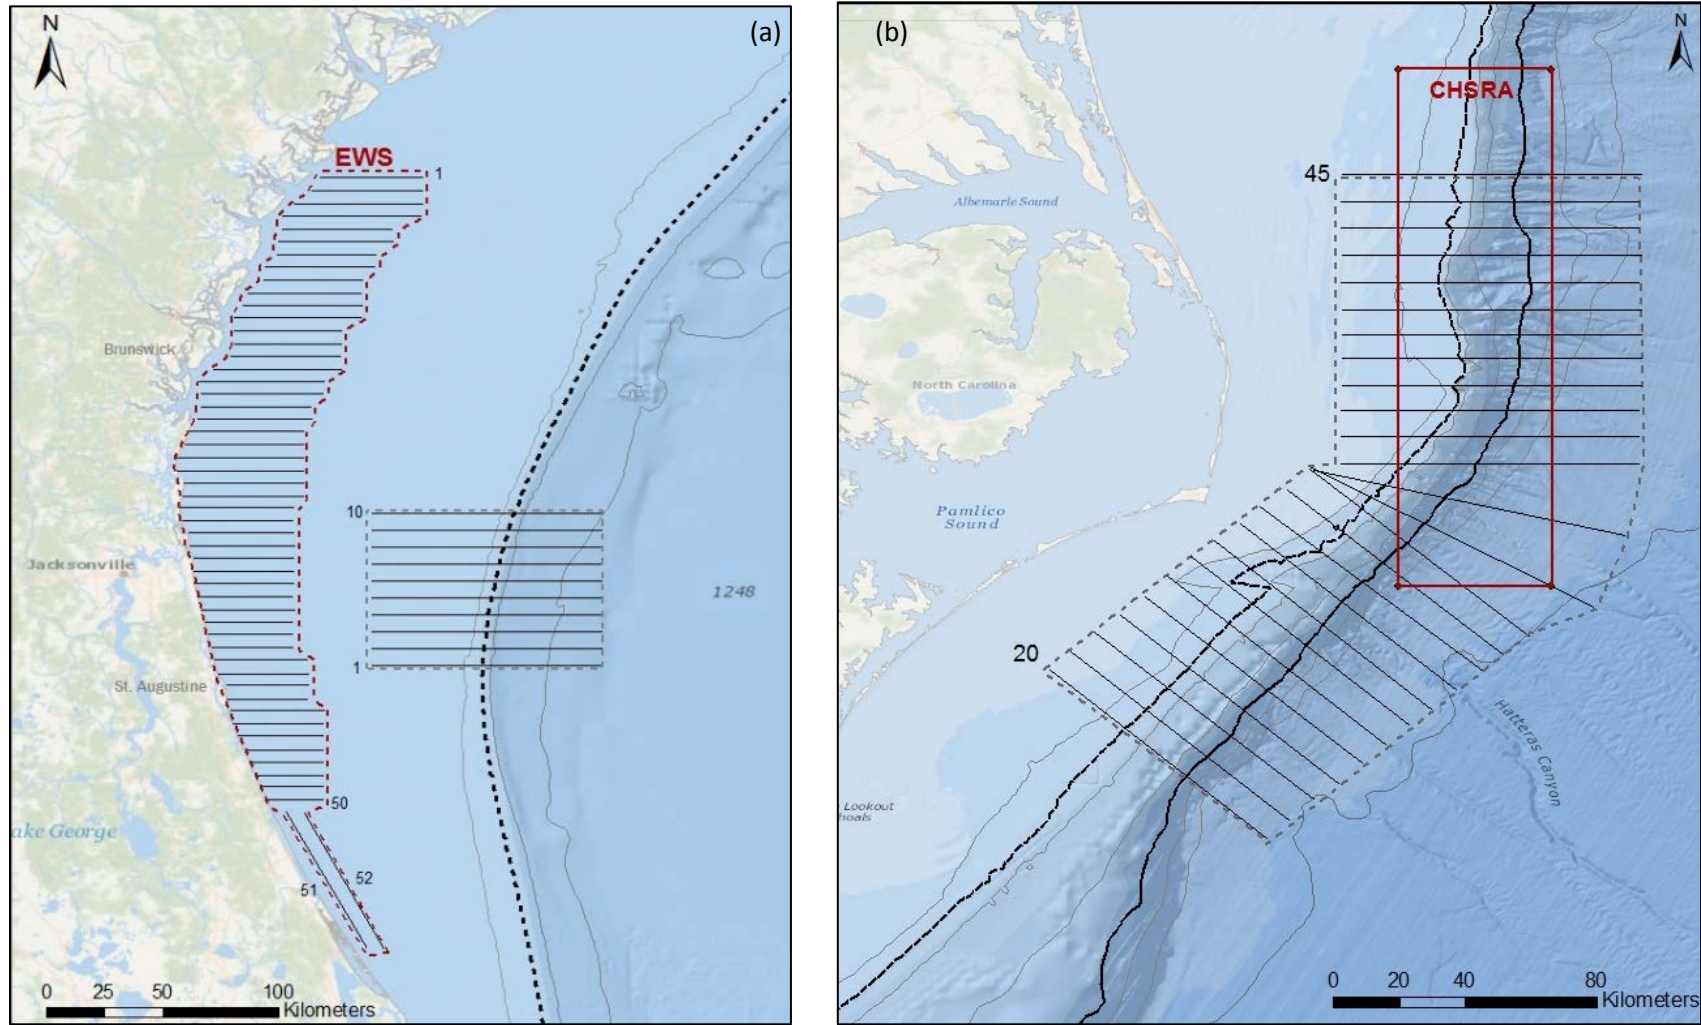 N
(a)
EWS
1
Brunswick
10
Jacksonville
1248
1
St. Augustine
50
ake George
52
51
0 25 50 100
Kilometers
(b)
N
CHSRA
45
Albemarle Sound
North Carolina
Pamlico
Sound
20
Hatteras Canyon
Lookout
hoals
0 20 40 80
Kilometers